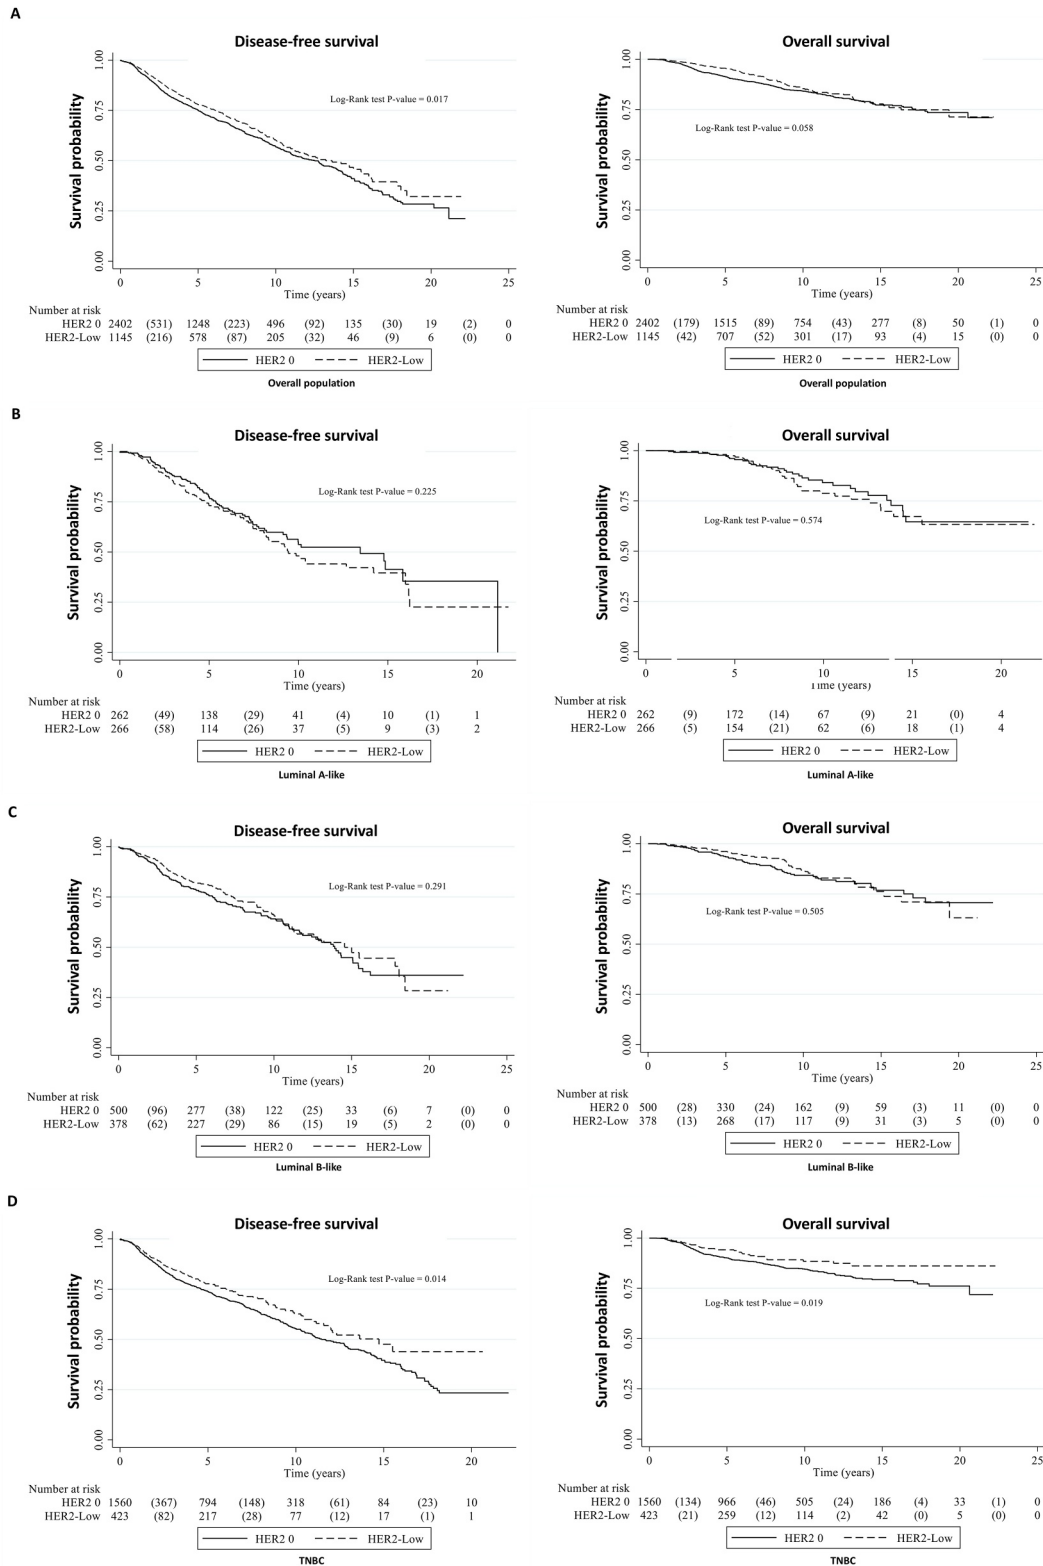 A
Disease-free survival
Survival probability
1.00
0.75
0.50
0.25
0.00
Log-Rank test P-value = 0.017
0 5 10 15 20 25
Time (years)
Number at risk
HER2 0 2402 (531) 1248 (223) 496 (92) 135 (30) 19 (2) 0
HER2-Low 1145 (216) 578 (87) 205 (32) 46 (9) 6 (0) 0
HER2 0 HER2-Low
Overall population
Overall survival
Survival probability
1.00
0.75
0.50
0.25
0.00
Log-Rank test P-value = 0.058
0 5 10 15 20 25
Time (years)
Number at risk
HER2 0 2402 (179) 1515 (89) 754 (43) 277 (8) 50 (1) 0
HER2-Low 1145 (42) 707 (52) 301 (17) 93 (4) 15 (0) 0
HER2 0 HER2-Low
Overall population
B
Disease-free survival
Survival probability
1.00
0.75
0.50
0.25
0.00
Log-Rank test P-value = 0.225
0 5 10 15 20
Time (years)
Number at risk
HER2 0 262 (49) 138 (29) 41 (4) 10 (1) 1
HER2-Low 266 (58) 114 (26) 37 (5) 9 (3) 2
HER2 0 HER2-Low
Luminal A-like
Overall survival
Survival probability
1.00
0.75
0.50
0.25
0.00
Log-Rank test P-value = 0.574
0 5 10 15 20
Time (years)
Number at risk
HER2 0 262 (9) 172 (14) 67 (9) 21 (0) 4
HER2-Low 266 (5) 154 (21) 62 (6) 18 (1) 4
HER2 0 HER2-Low
Luminal A-like
C
Disease-free survival
Survival probability
1.00
0.75
0.50
0.25
0.00
Log-Rank test P-value = 0.291
0 5 10 15 20 25
Time (years)
Number at risk
HER2 0 500 (96) 277 (38) 122 (25) 33 (6) 7 (0) 0
HER2-Low 378 (62) 227 (29) 86 (15) 19 (5) 2 (0) 0
HER2 0 HER2-Low
Luminal B-like
Overall survival
Survival probability
1.00
0.75
0.50
0.25
0.00
Log-Rank test P-value = 0.505
0 5 10 15 20 25
Time (years)
Number at risk
HER2 0 500 (28) 330 (24) 162 (9) 59 (3) 11 (0) 0
HER2-Low 378 (13) 268 (17) 117 (9) 31 (3) 5 (0) 0
HER2 0 HER2-Low
Luminal B-like
D
Disease-free survival
Survival probability
1.00
0.75
0.50
0.25
0.00
Log-Rank test P-value = 0.014
0 5 10 15 20
Time (years)
Number at risk
HER2 0 1560 (367) 794 (148) 318 (61) 84 (23) 10
HER2-Low 423 (82) 217 (28) 77 (12) 17 (1) 1
HER2 0 HER2-Low
TNBC
Overall survival
Survival probability
1.00
0.75
0.50
0.25
0.00
Log-Rank test P-value = 0.019
0 5 10 15 20 25
Time (years)
Number at risk
HER2 0 1560 (134) 966 (46) 505 (24) 186 (4) 33 (1) 0
HER2-Low 423 (21) 259 (12) 114 (2) 42 (0) 5 (0) 0
HER2 0 HER2-Low
TNBC